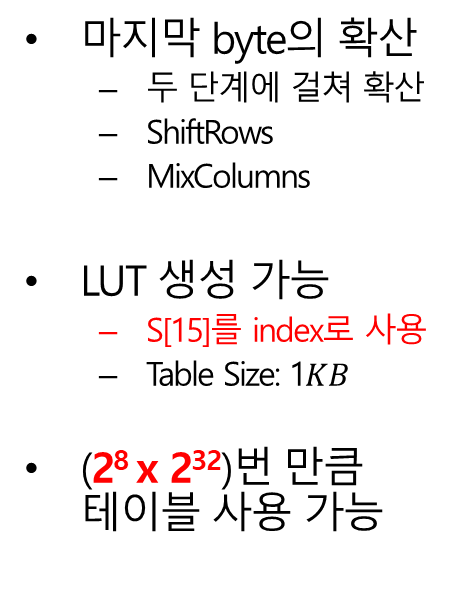 • 마지막 byte의 확산
– 두 단계에 걸쳐 확산
– ShiftRows
– MixColumns
• LUT 생성 가능
– S[15]를 index로 사용
– Table Size: 1𝐾𝐵
• (2⁸ x 2³²)번 만큼
테이블 사용 가능